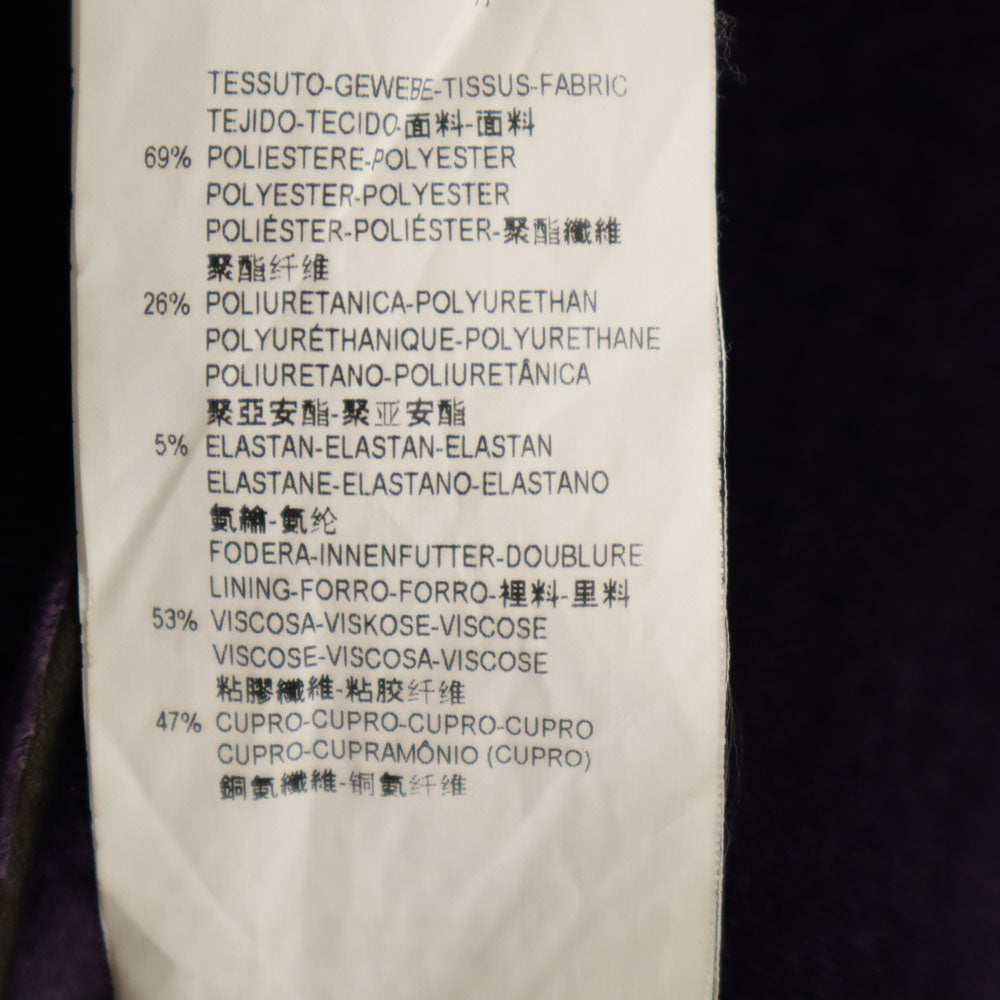 TESSUTO-GEWEBE-TISSUS-FABRIC
TEJIDO-TECIDO-面料-面料
69% POLIESTERE-POLYESTER
POLYESTER-POLYESTER
POLIÉSTER-POLIÉSTER-聚酯纖維
聚酯纤维
26% POLIURETANICA-POLYURETHAN
POLYURÉTHANIQUE-POLYURETHANE
POLIURETANO-POLIURETÂNICA
聚亞安酯-聚亚安酯
5% ELASTAN-ELASTAN-ELASTAN
ELASTANE-ELASTANO-ELASTANO
氨綸-氨纶
FODERA-INNENFUTTER-DOUBLURE
LINING-FORRO-FORRO-裡料-里料
53% VISCOSA-VISKOSE-VISCOSE
VISCOSE-VISCOSA-VISCOSE
粘膠纖維-粘胶纤维
47% CUPRO-CUPRO-CUPRO-CUPRO
CUPRO-CUPRAMÔNIO (CUPRO)
銅氨纖維-铜氨纤维